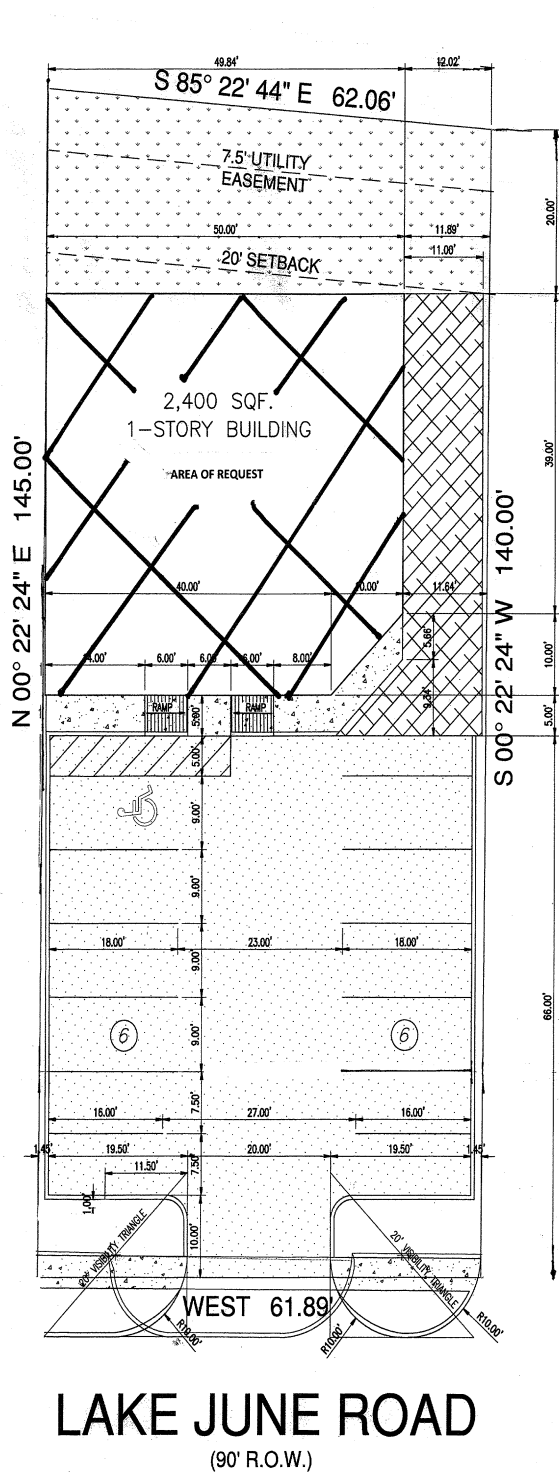 49.84'
12.02'
S 85° 22' 44" E 62.06'
7.5' UTILITY
EASEMENT
20.00'
50.00'
11.89'
11.06'
20' SETBACK
2,400 SQF.
1-STORY BUILDING
AREA OF REQUEST
N 00° 22' 24" E 145.00'
S 00° 22' 24" W 140.00'
39.00'
40.00'
10.00'
11.64'
5.66'
10.00'
14.00'
6.00'
6.00'
6.00'
8.00'
9.34'
RAMP
5.00'
RAMP
5.00'
5.00'
9.00'
9.00'
9.00'
18.00'
23.00'
18.00'
9.00'
6
6
66.00'
7.50'
16.00'
27.00'
16.00'
1.45'
19.50'
20.00'
19.50'
1.45'
7.50'
11.50'
1.00'
10.00'
20' VISIBILITY TRIANGLE
20' VISIBILITY TRIANGLE
WEST 61.89'
R10.00'
R10.00'
R10.00'
LAKE JUNE ROAD
(90' R.O.W.)